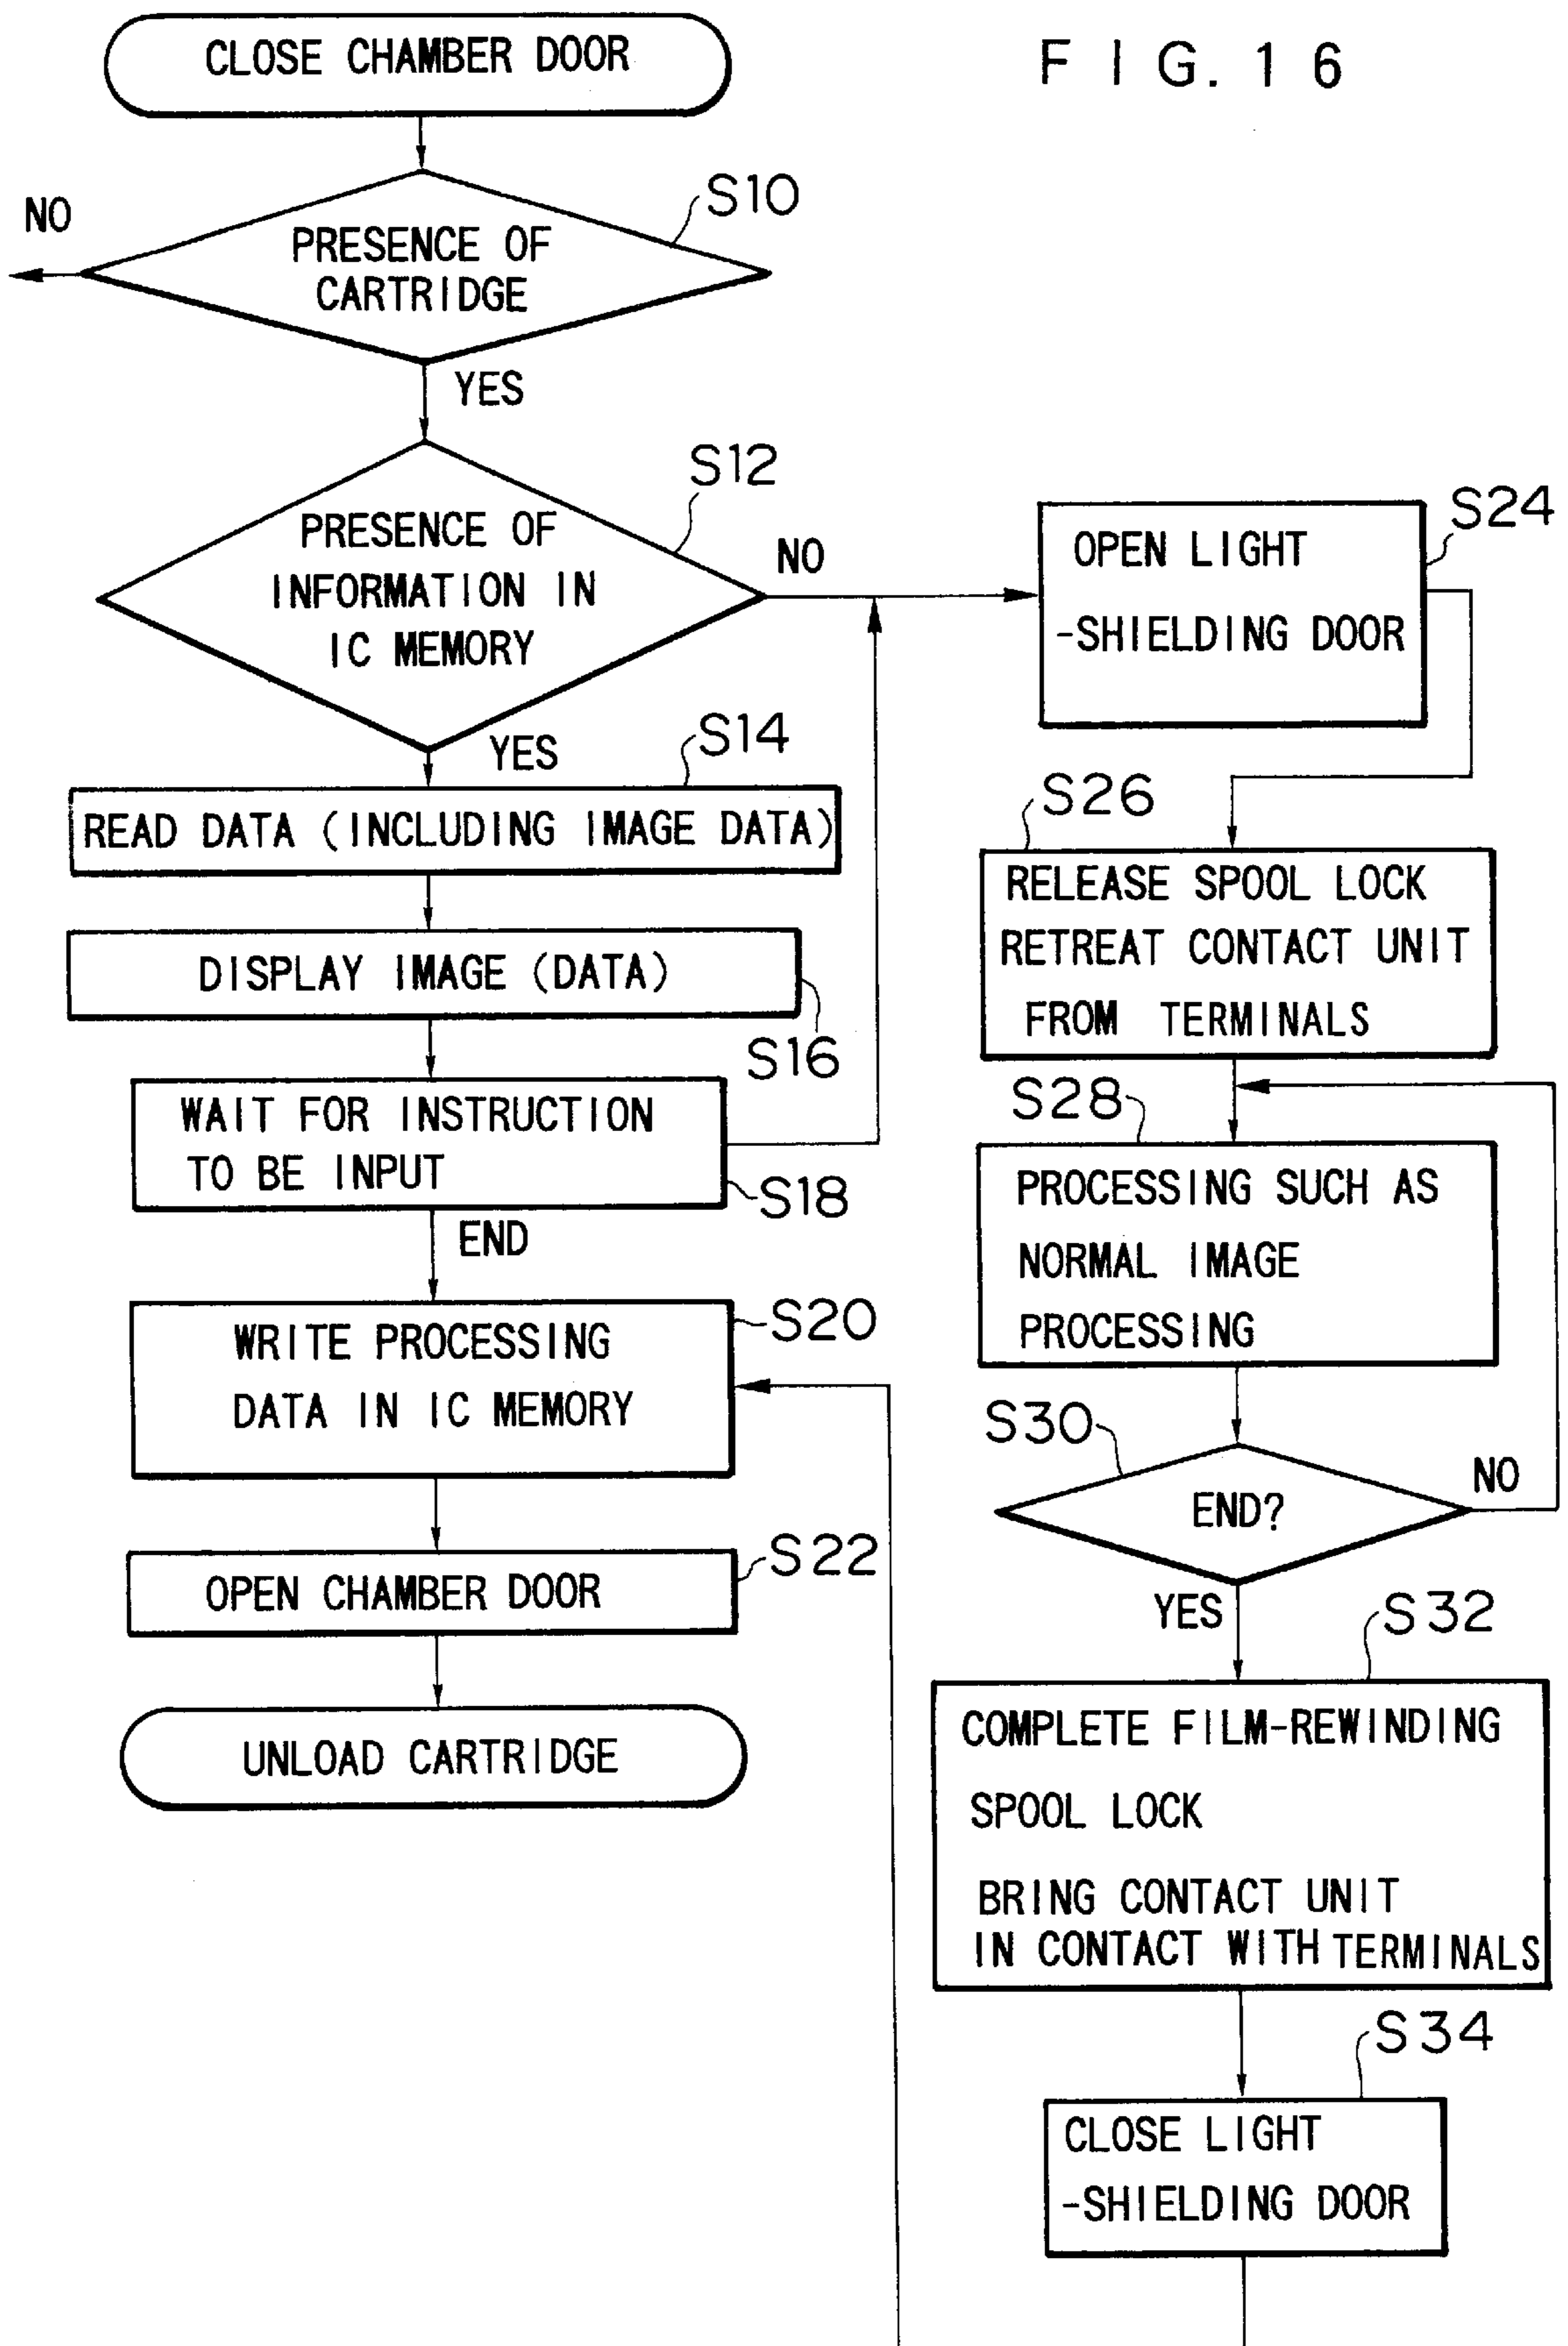 FIG. 16
CLOSE CHAMBER DOOR
S10
NO
PRESENCE OF
CARTRIDGE
YES
S12
PRESENCE OF
INFORMATION IN
IC MEMORY
NO
YES
S14
READ DATA (INCLUDING IMAGE DATA)
DISPLAY IMAGE (DATA)
S16
WAIT FOR INSTRUCTION
TO BE INPUT
S18
END
S20
WRITE PROCESSING
DATA IN IC MEMORY
S22
OPEN CHAMBER DOOR
UNLOAD CARTRIDGE
S24
OPEN LIGHT
-SHIELDING DOOR
S26
RELEASE SPOOL LOCK
RETREAT CONTACT UNIT
FROM TERMINALS
S28
PROCESSING SUCH AS
NORMAL IMAGE
PROCESSING
S30
END?
NO
YES
S32
COMPLETE FILM-REWINDING
SPOOL LOCK
BRING CONTACT UNIT
IN CONTACT WITH TERMINALS
S34
CLOSE LIGHT
-SHIELDING DOOR